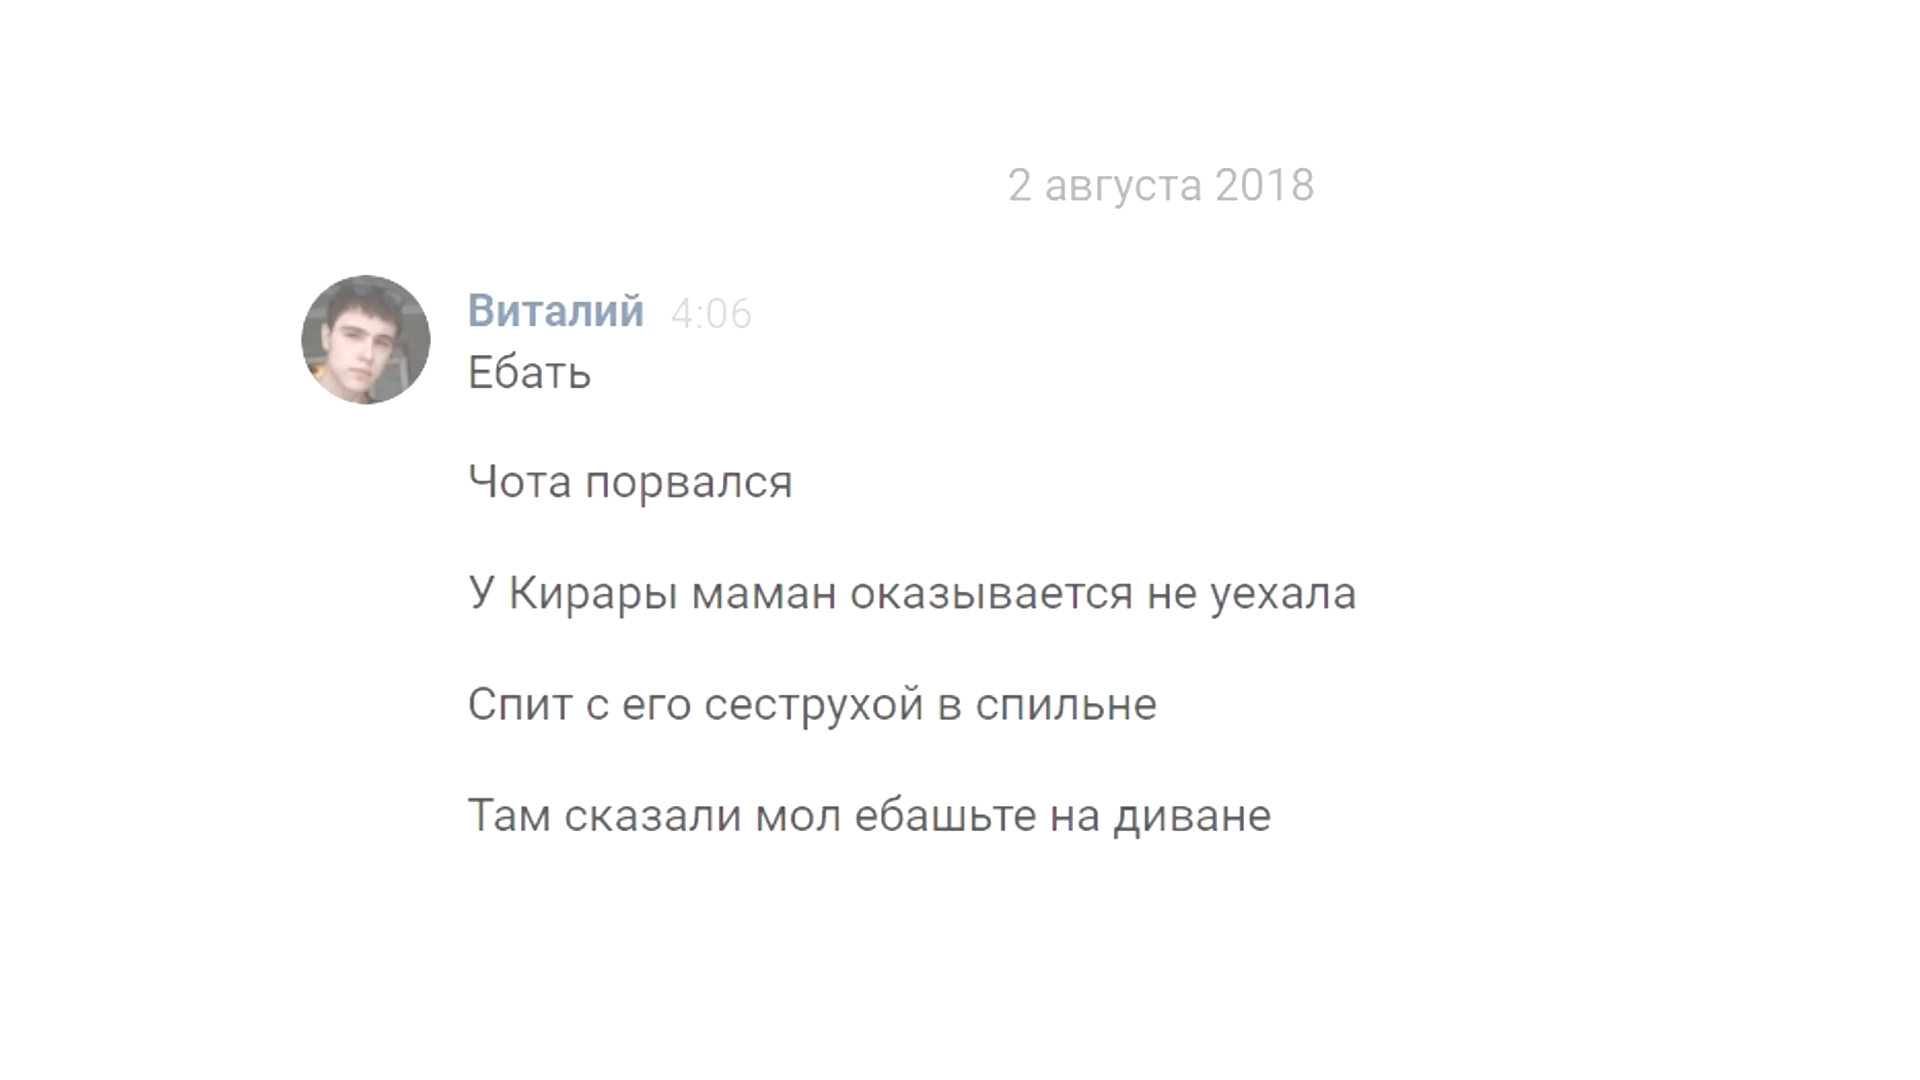 2 августа 2018
Виталий 4:06
Ебать
Чота порвался
У Кирары маман оказывается не уехала
Спит с его сеструхой в спильне
Там сказали мол ебашьте на диване